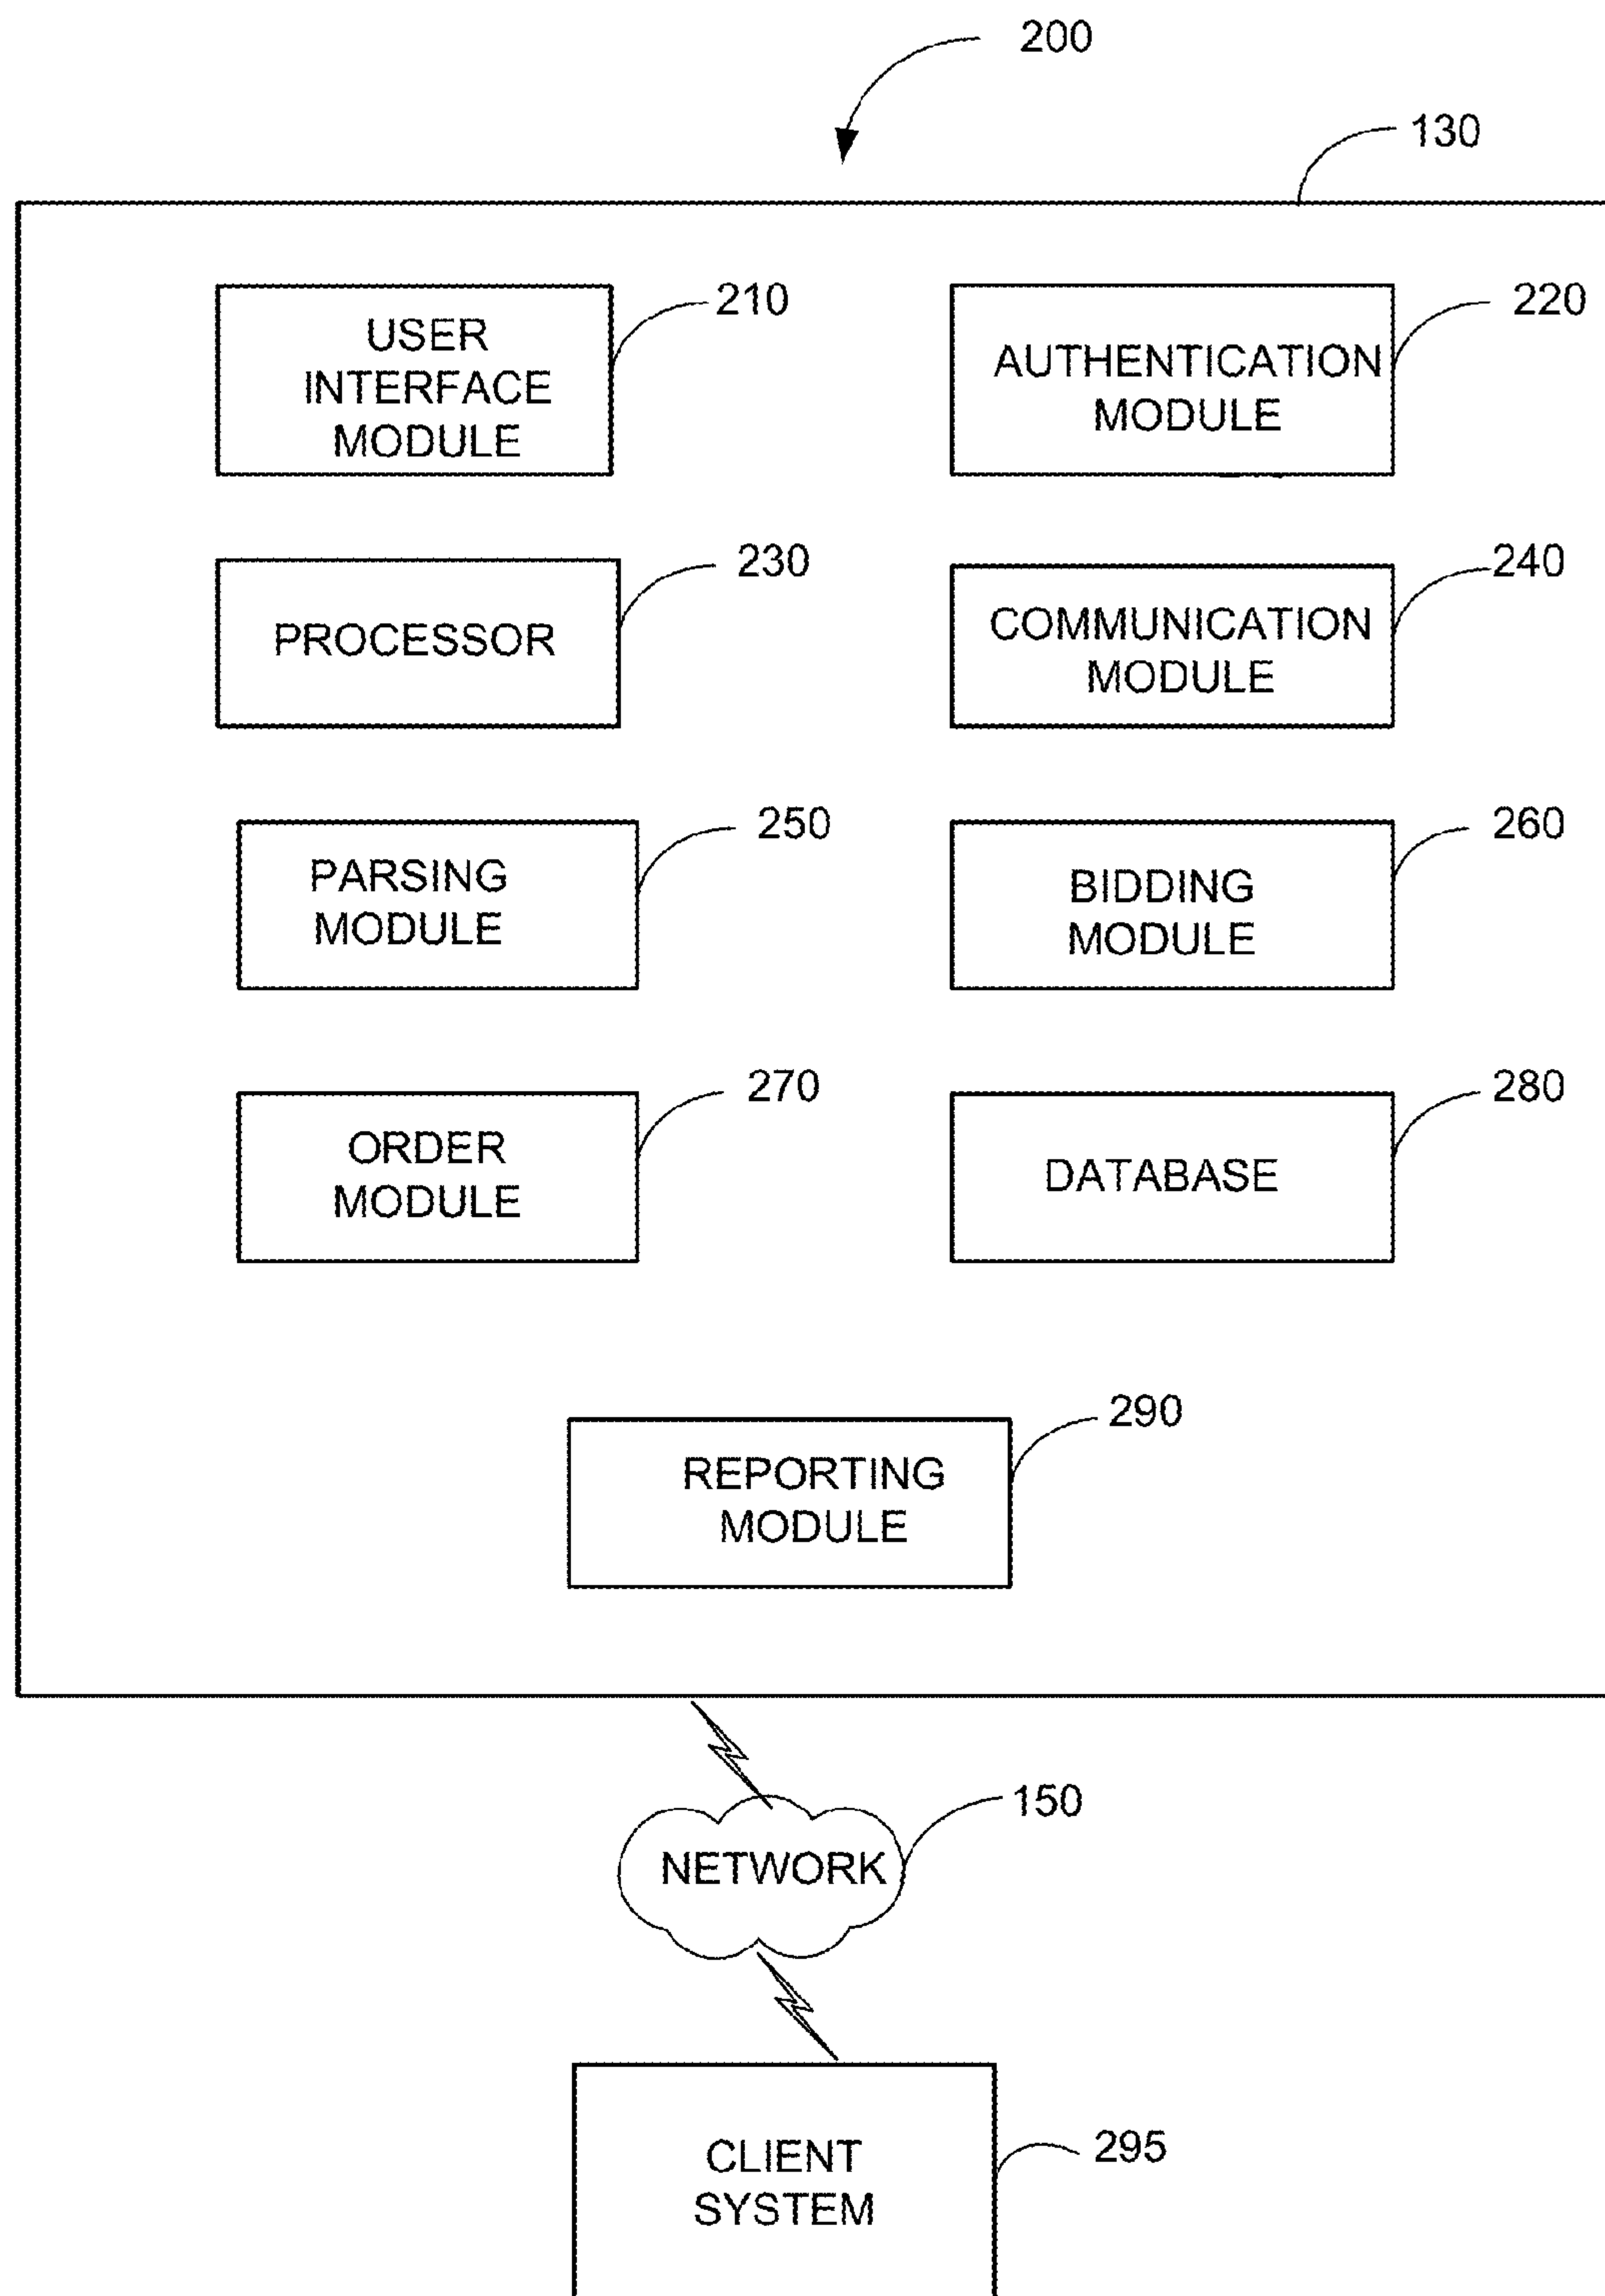 200
130
USER
INTERFACE
MODULE
210
AUTHENTICATION
MODULE
220
PROCESSOR
230
COMMUNICATION
MODULE
240
PARSING
MODULE
250
BIDDING
MODULE
260
ORDER
MODULE
270
DATABASE
280
REPORTING
MODULE
290
NETWORK
150
CLIENT
SYSTEM
295